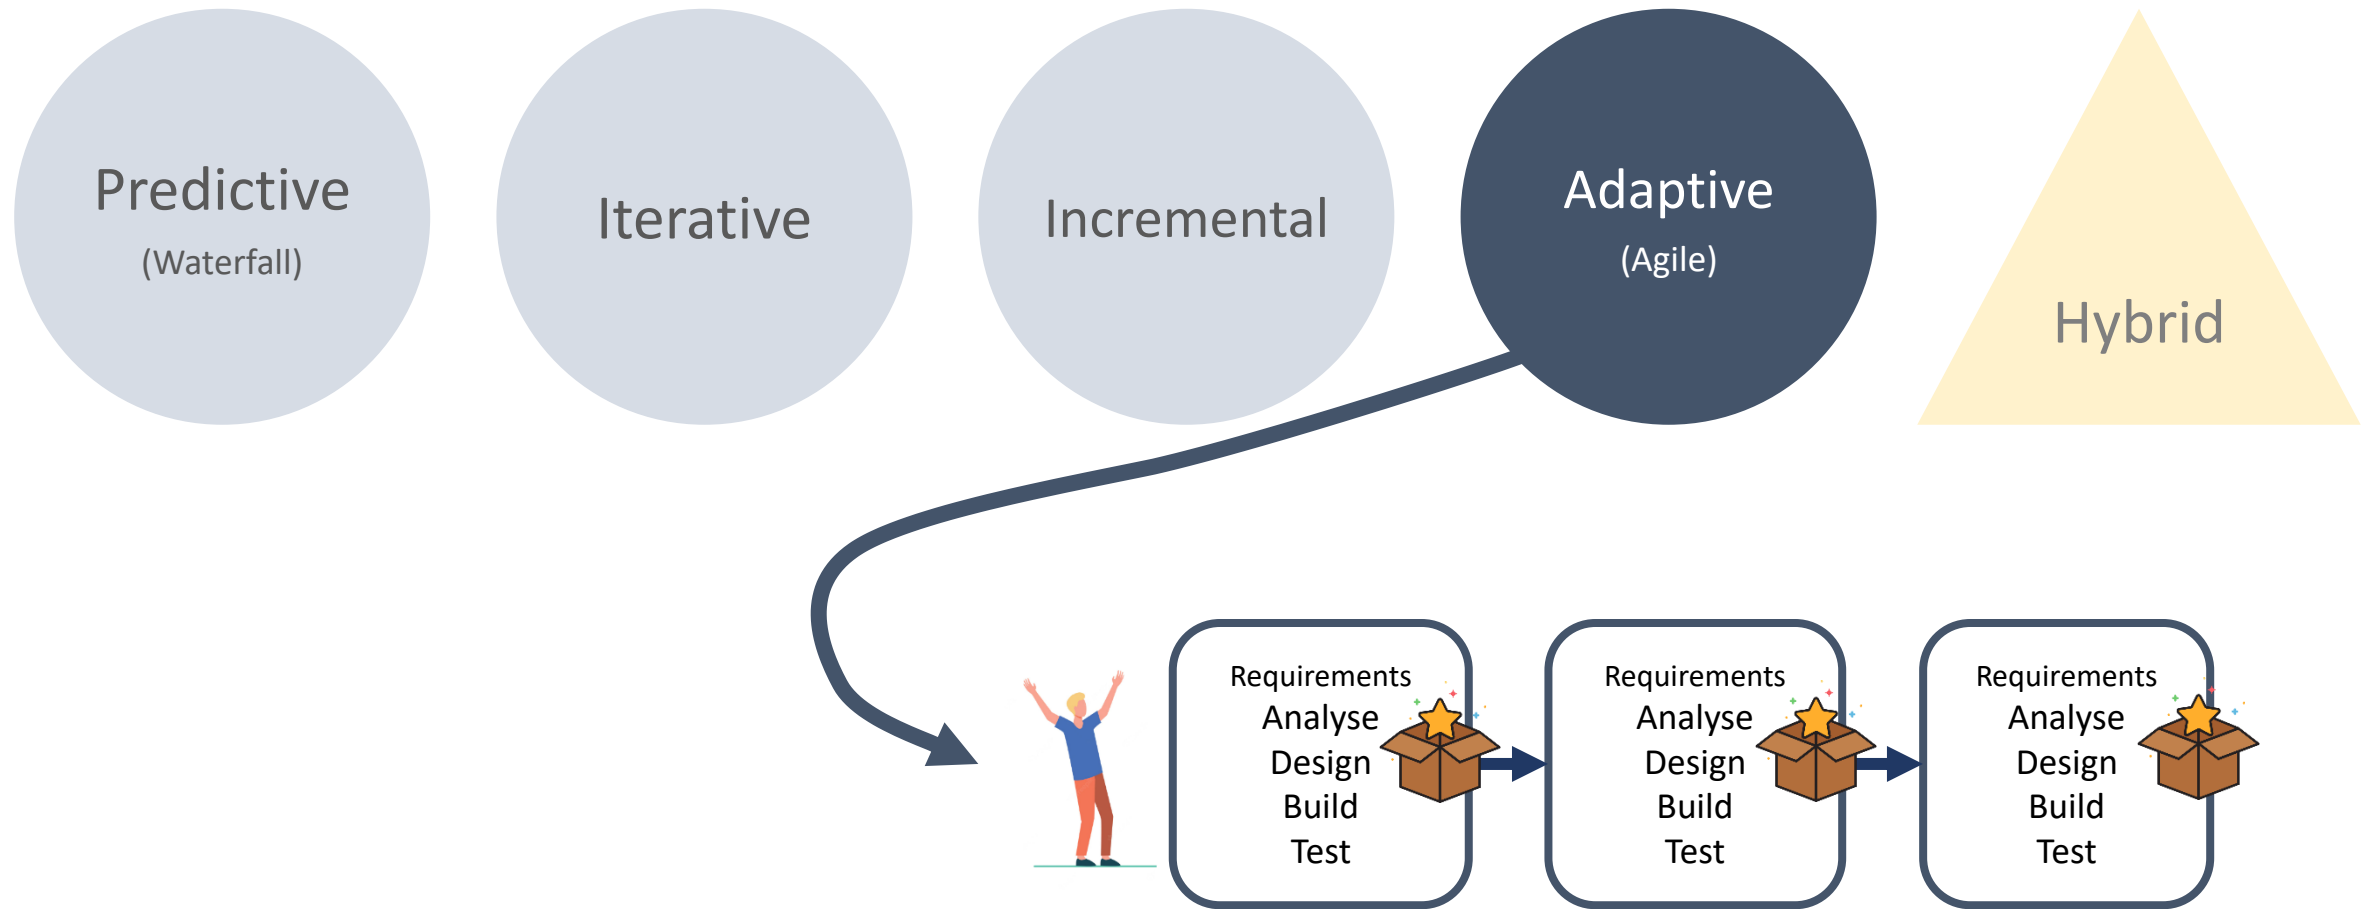 Predictive
(Waterfall)
Iterative
Incremental
Adaptive
(Agile)
Hybrid
Requirements
Analyse
Design
Build
Test
Requirements
Analyse
Design
Build
Test
Requirements
Analyse
Design
Build
Test